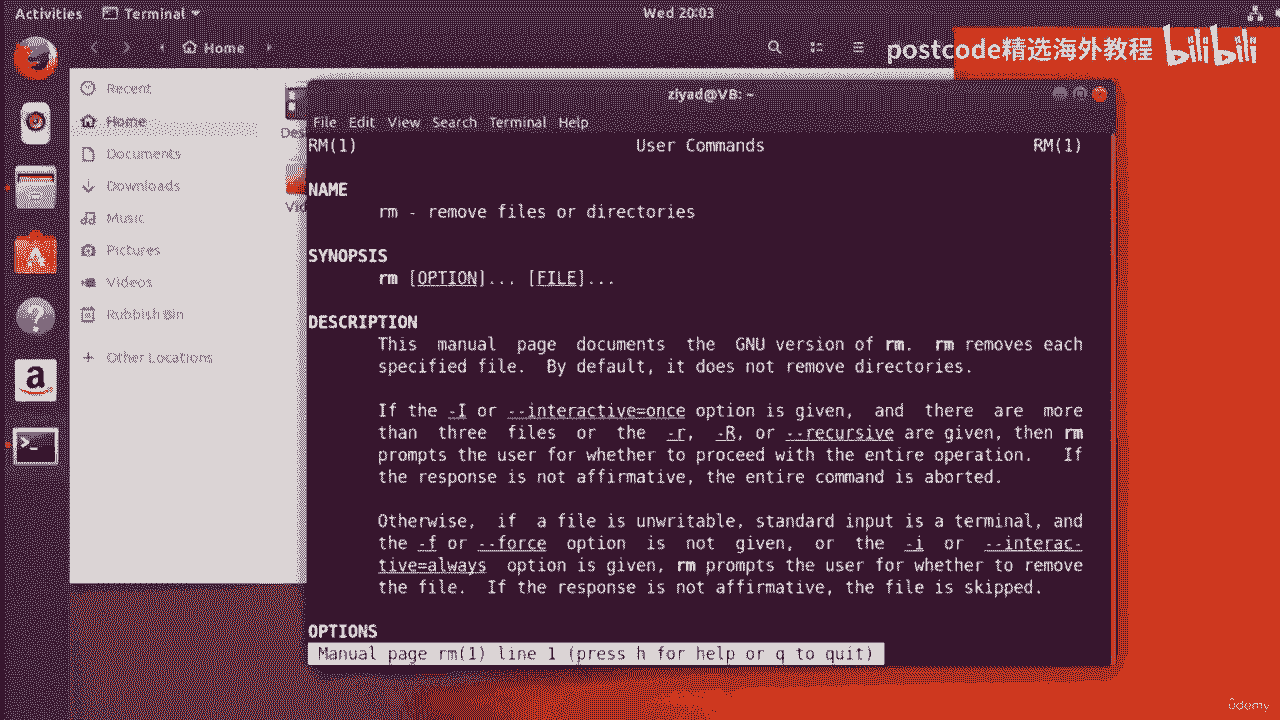 Activities Terminal Wed 20:03
Home
postcode精选海外教程 bilibili
Recent
Home
Documents
Downloads
Music
Pictures
Videos
Rubbish Bin
Other Locations
Des
Vid
ziyad@VB: ~
File Edit View Search Terminal Help
RM(1) User Commands RM(1)
NAME
rm - remove files or directories
SYNOPSIS
rm [OPTION]... [FILE]...
DESCRIPTION
This manual page documents the GNU version of rm. rm removes each
specified file. By default, it does not remove directories.
If the -I or --interactive=once option is given, and there are more
than three files or the -r, -R, or --recursive are given, then rm
prompts the user for whether to proceed with the entire operation. If
the response is not affirmative, the entire command is aborted.
Otherwise, if a file is unwritable, standard input is a terminal, and
the -f or --force option is not given, or the -i or --interac-
tive=always option is given, rm prompts the user for whether to remove
the file. If the response is not affirmative, the file is skipped.
OPTIONS
Manual page rm(1) line 1 (press h for help or q to quit)
ûdemy